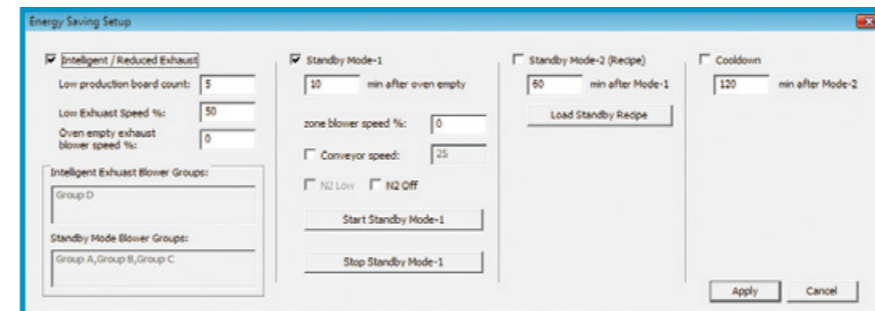 Energy Saving Setup
Intelligent / Reduced Exhaust
Low production board count: 5
Low Exhuast Speed %: 50
Oven empty exhaust
blower speed %: 0
Intelligent Exhuast Blower Groups:
Group D
Standby Mode Blower Groups:
Group A,Group B,Group C
Standby Mode-1
10 min after oven empty
zone blower speed %: 0
Conveyor speed: 25
N2 Low N2 Off
Start Standby Mode-1
Stop Standby Mode-1
Standby Mode-2 (Recipe)
60 min after Mode-1
Load Standby Recipe
Cooldown
120 min after Mode-2
Apply Cancel